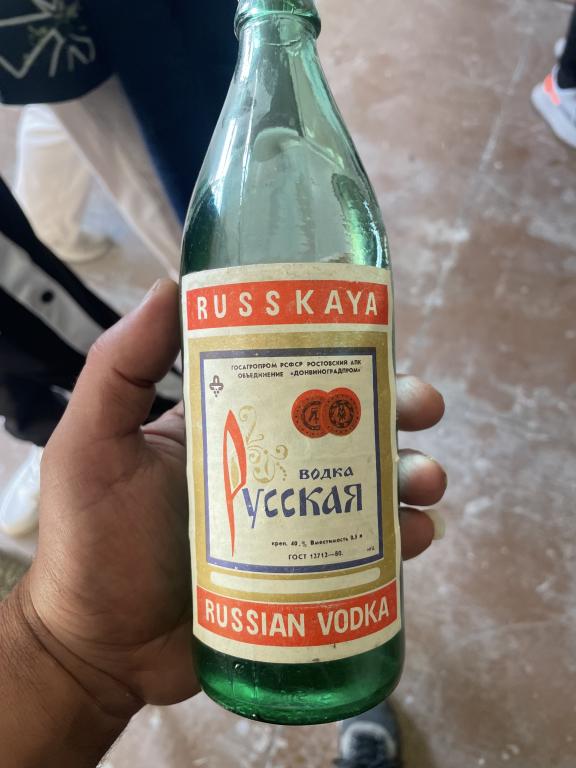 RUSSKAYA
ГОСАГРОПРОМ РСФСР РОСТОВСКИЙ АПК
ОБЪЕДИНЕНИЕ «ДОНВИНОГРАДПРОМ»
ВОДКА
Русская
креп. 40,% Вместимость 0,5 л
ГОСТ 12712—80.
RUSSIAN VODKA